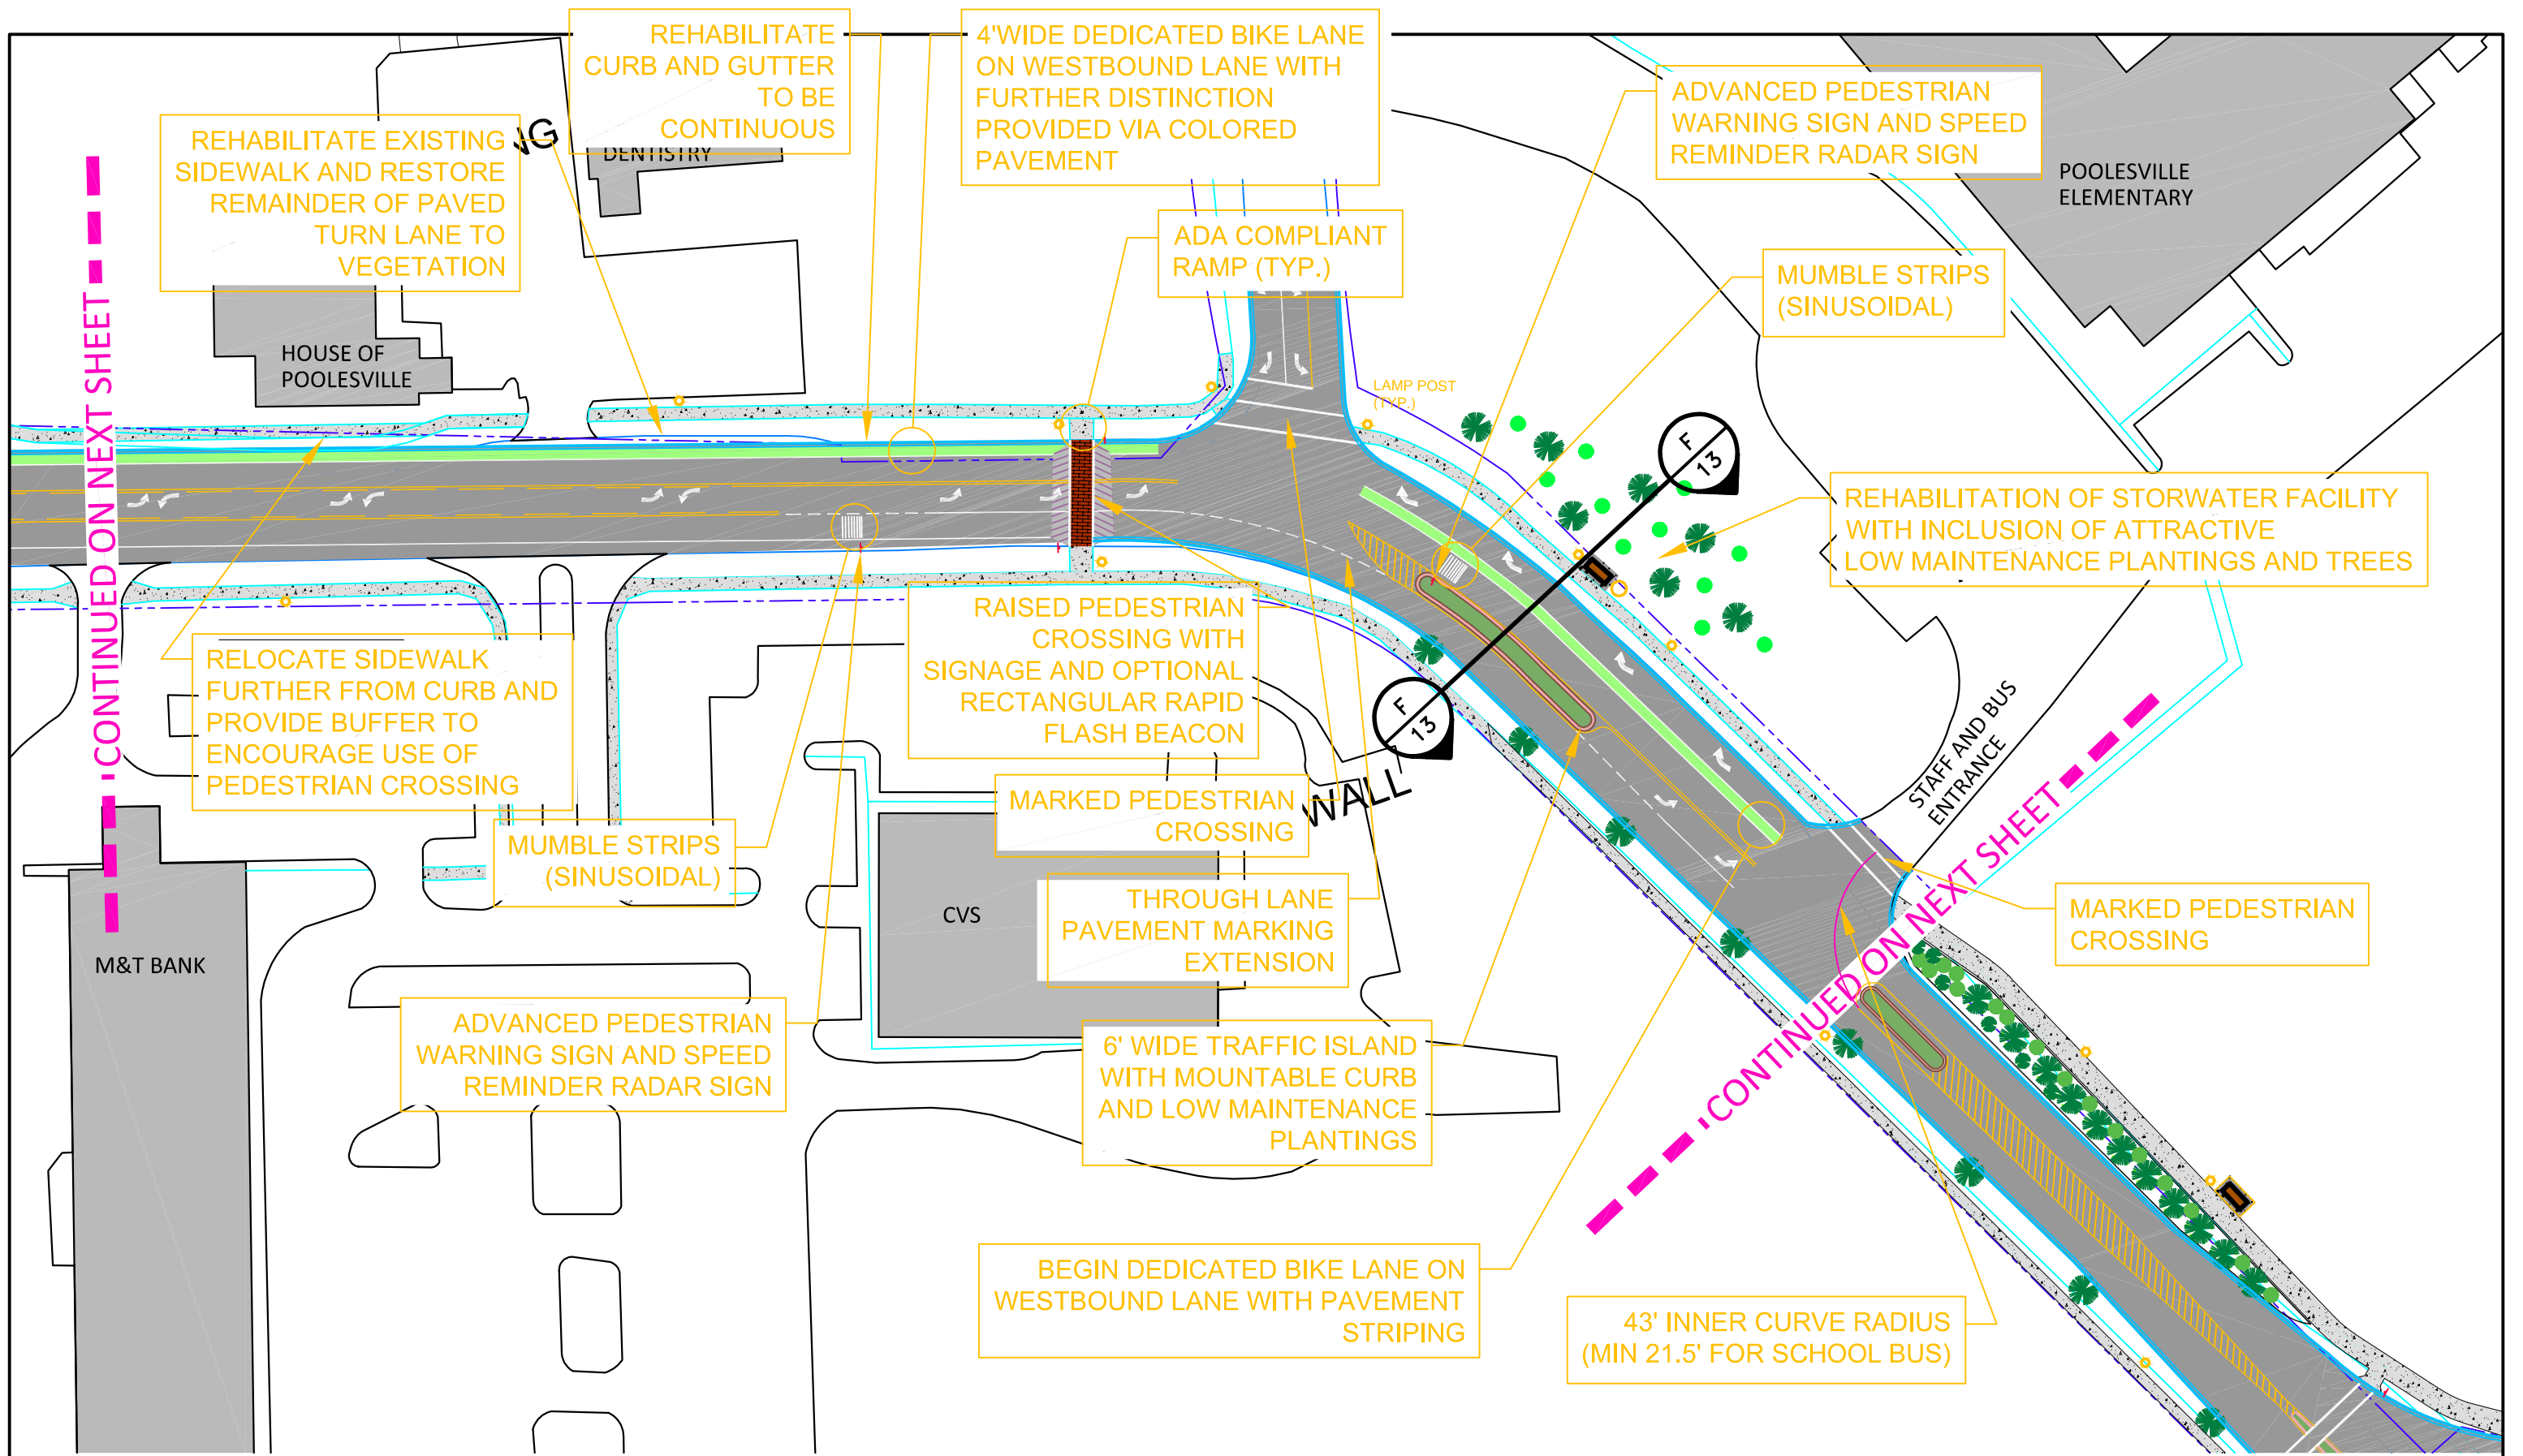 REHABILITATE
CURB AND GUTTER
TO BE
CONTINUOUS
4'WIDE DEDICATED BIKE LANE
ON WESTBOUND LANE WITH
FURTHER DISTINCTION
PROVIDED VIA COLORED
PAVEMENT
ADVANCED PEDESTRIAN
WARNING SIGN AND SPEED
REMINDER RADAR SIGN
REHABILITATE EXISTING
SIDEWALK AND RESTORE
REMAINDER OF PAVED
TURN LANE TO
VEGETATION
DENTISTRY
POOLESVILLE
ELEMENTARY
ADA COMPLIANT
RAMP (TYP.)
MUMBLE STRIPS
(SINUSOIDAL)
HOUSE OF
POOLESVILLE
LAMP POST
(TYP.)
CONTINUED ON NEXT SHEET
F
13
REHABILITATION OF STORWATER FACILITY
WITH INCLUSION OF ATTRACTIVE
LOW MAINTENANCE PLANTINGS AND TREES
RAISED PEDESTRIAN
CROSSING WITH
SIGNAGE AND OPTIONAL
RECTANGULAR RAPID
FLASH BEACON
RELOCATE SIDEWALK
FURTHER FROM CURB AND
PROVIDE BUFFER TO
ENCOURAGE USE OF
PEDESTRIAN CROSSING
F
13
STAFF AND BUS
ENTRANCE
MARKED PEDESTRIAN
CROSSING
WALL
MUMBLE STRIPS
(SINUSOIDAL)
CVS
THROUGH LANE
PAVEMENT MARKING
EXTENSION
MARKED PEDESTRIAN
CROSSING
M&T BANK
CONTINUED ON NEXT SHEET
ADVANCED PEDESTRIAN
WARNING SIGN AND SPEED
REMINDER RADAR SIGN
6' WIDE TRAFFIC ISLAND
WITH MOUNTABLE CURB
AND LOW MAINTENANCE
PLANTINGS
BEGIN DEDICATED BIKE LANE ON
WESTBOUND LANE WITH PAVEMENT
STRIPING
43' INNER CURVE RADIUS
(MIN 21.5' FOR SCHOOL BUS)